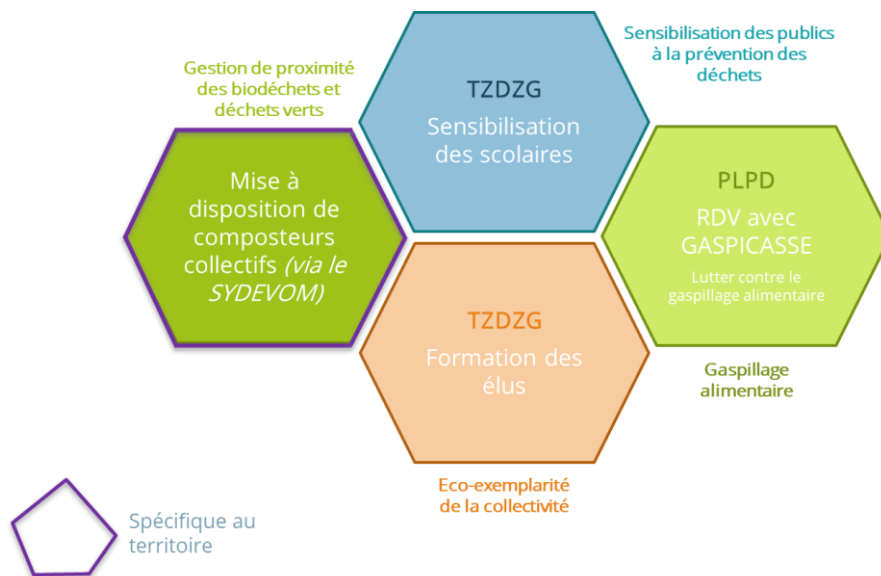 Sensibilisation des publics
à la prévention des
déchets
Gestion de proximité
des biodéchets et
déchets verts
TZDZG
Sensibilisation
des scolaires
Mise à
disposition de
composteurs
collectifs (via le
SYDEVOM)
PLPD
RDV avec
GASPICASSE
Lutter contre le
gaspillage alimentaire
TZDZG
Formation des
élus
Gaspillage
alimentaire
Eco-exemplarité
de la collectivité
Spécifique au
territoire